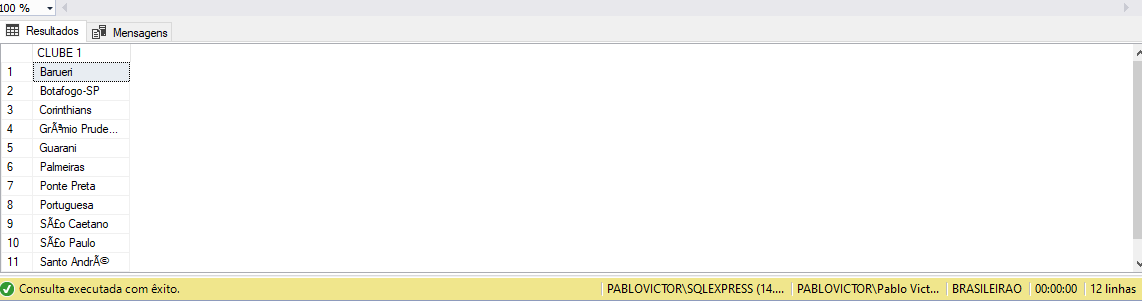 100 %
Resultados Mensagens
CLUBE 1
1 Barueri
2 Botafogo-SP
3 Corinthians
4 GrÃªmio Prude...
5 Guarani
6 Palmeiras
7 Ponte Preta
8 Portuguesa
9 SÃ£o Caetano
10 SÃ£o Paulo
11 Santo AndrÃ©
Consulta executada com êxito. PABLOVICTOR\SQLEXPRESS (14.... PABLOVICTOR\Pablo Vict... BRASILEIRAO 00:00:00 12 linhas